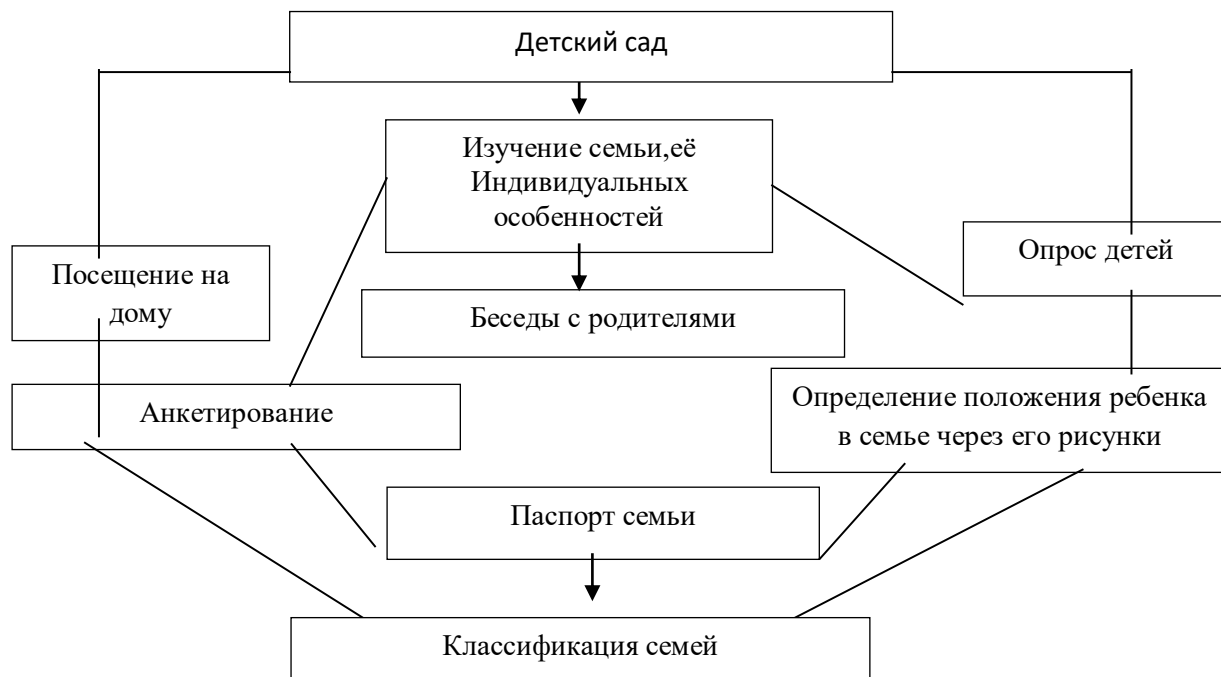 Детский сад
Изучение семьи,её
Индивидуальных
особенностей
Посещение на
дому
Опрос детей
Беседы с родителями
Анкетирование
Определение положения ребенка
в семье через его рисунки
Паспорт семьи
Классификация семей